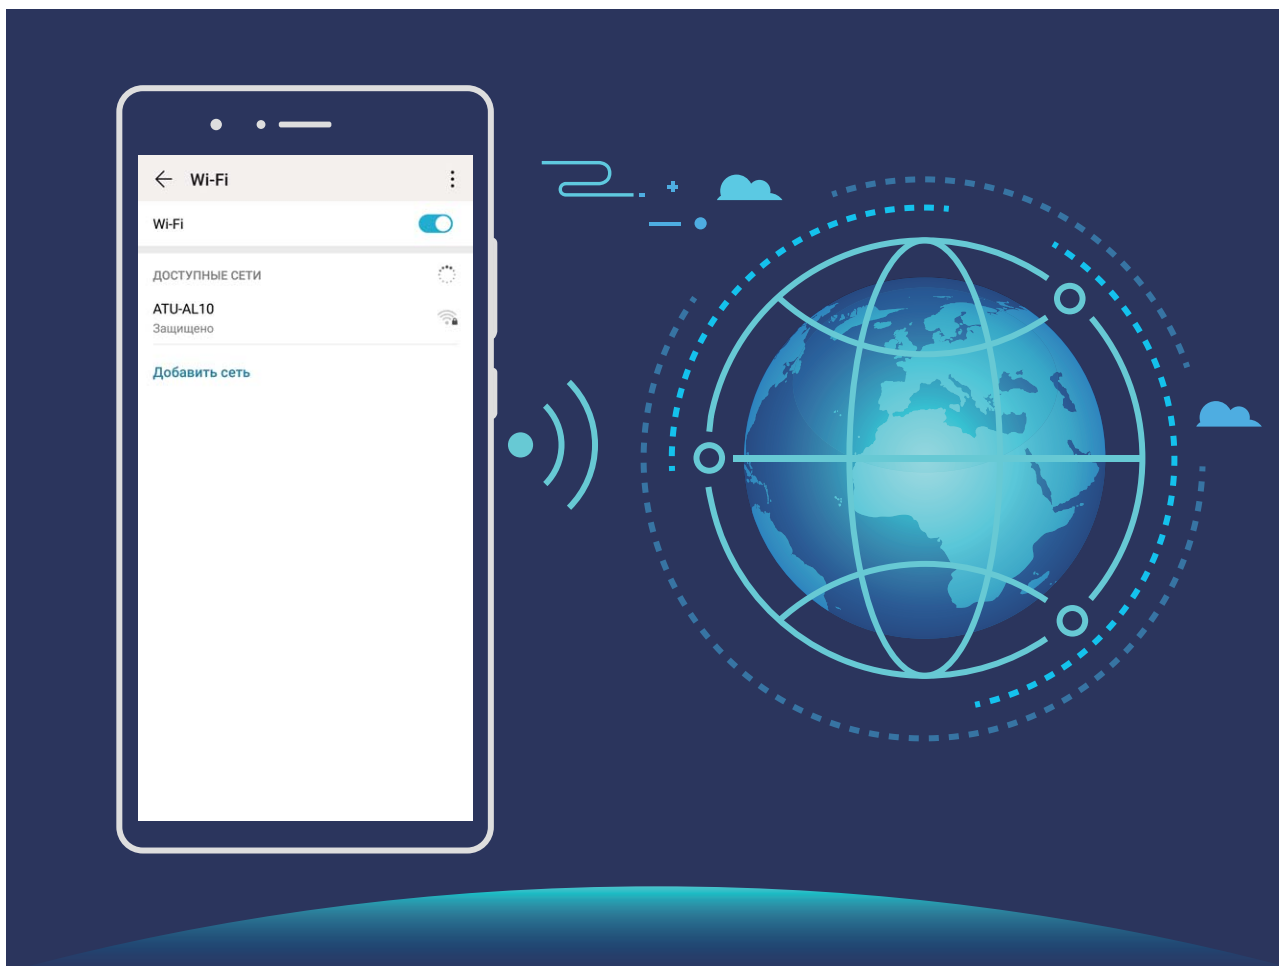 Wi-Fi
Wi-Fi
ДОСТУПНЫЕ СЕТИ
ATU-AL10
Защищено
Добавить сеть